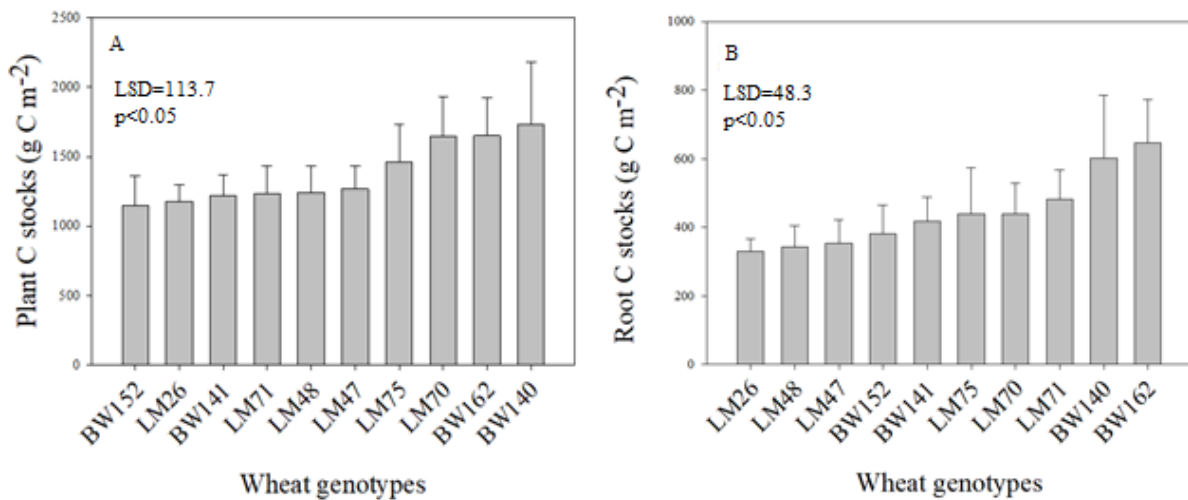 A
LSD=113.7
p<0.05
Plant C stocks (g C m⁻²)
2500
2000
1500
1000
500
0
BW152
LM26
BW141
LM71
LM48
LM47
LM75
LM70
BW162
BW140
Wheat genotypes
B
LSD=48.3
p<0.05
Root C stocks (g C m⁻²)
1000
800
600
400
200
0
LM26
LM48
LM47
BW152
BW141
LM75
LM70
LM71
BW140
BW162
Wheat genotypes